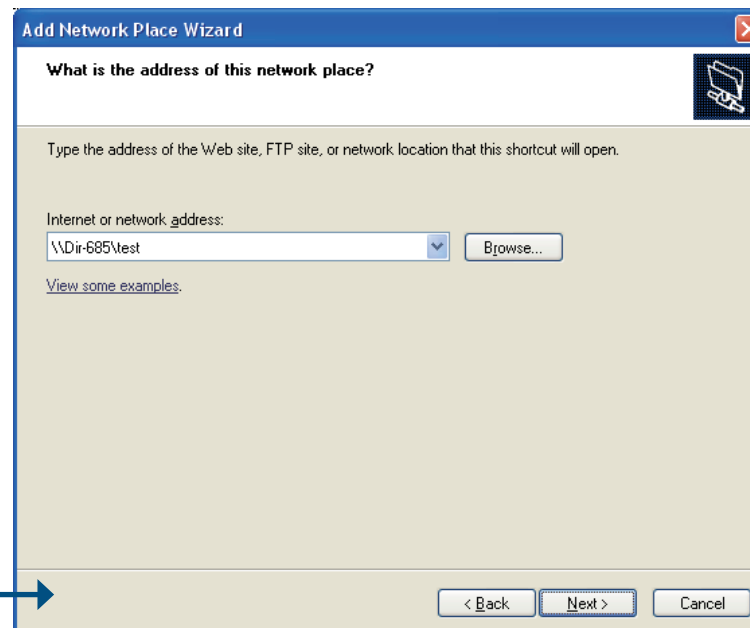 Add Network Place Wizard
What is the address of this network place?
Type the address of the Web site, FTP site, or network location that this shortcut will open.
Internet or network address:
\\Dir-685\test
Browse...
View some examples.
< Back
Next >
Cancel